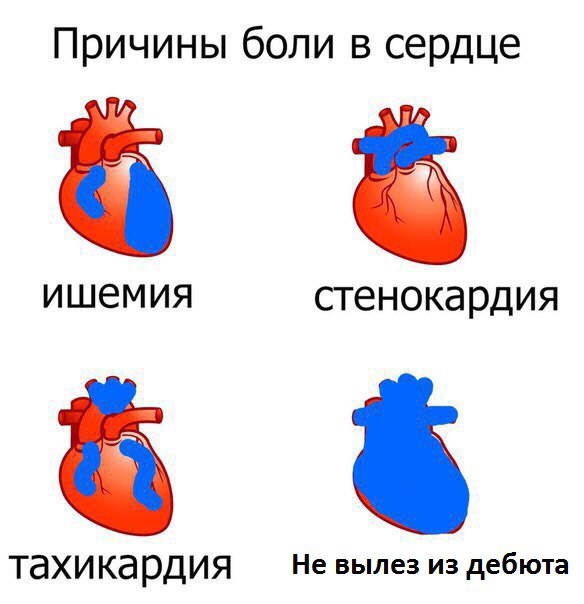 Причины боли в сердце
ишемия
стенокардия
тахикардия
Не вылез из дебюта